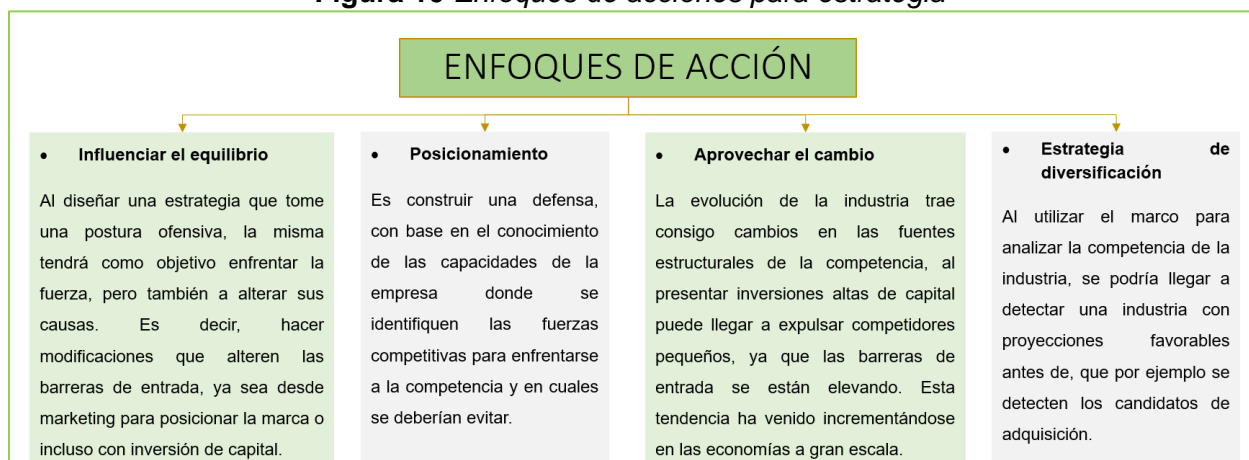 Figura 10 Enfoques de acciones para estrategia
ENFOQUES DE ACCIÓN
• Influenciar el equilibrio
Al diseñar una estrategia que tome
una postura ofensiva, la misma
tendrá como objetivo enfrentar la
fuerza, pero también a alterar sus
causas. Es decir, hacer
modificaciones que alteren las
barreras de entrada, ya sea desde
marketing para posicionar la marca o
incluso con inversión de capital.
• Posicionamiento
Es construir una defensa,
con base en el conocimiento
de las capacidades de la
empresa donde se
identifiquen las fuerzas
competitivas para enfrentarse
a la competencia y en cuales
se deberían evitar.
• Aprovechar el cambio
La evolución de la industria trae
consigo cambios en las fuentes
estructurales de la competencia, al
presentar inversiones altas de capital
puede llegar a expulsar competidores
pequeños, ya que las barreras de
entrada se están elevando. Esta
tendencia ha venido incrementándose
en las economías a gran escala.
• Estrategia de
diversificación
Al utilizar el marco para
analizar la competencia de la
industria, se podría llegar a
detectar una industria con
proyecciones favorables
antes de, que por ejemplo se
detecten los candidatos de
adquisición.